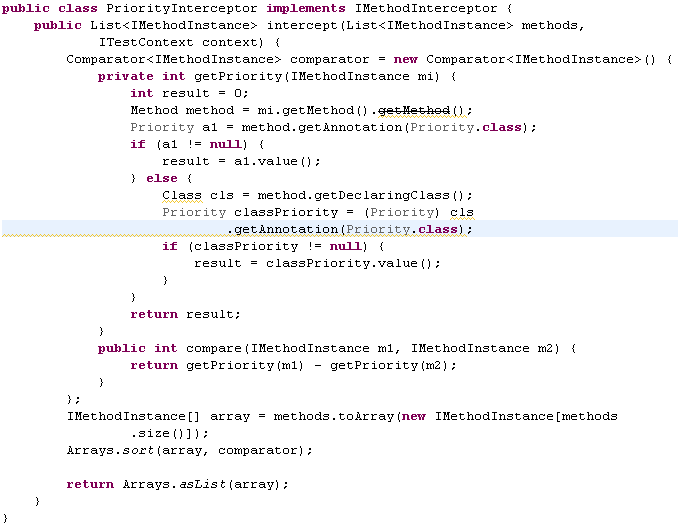 public class PriorityInterceptor implements IMethodInterceptor {
    public List<IMethodInstance> intercept(List<IMethodInstance> methods,
            ITestContext context) {
        Comparator<IMethodInstance> comparator = new Comparator<IMethodInstance>() {
            private int getPriority(IMethodInstance mi) {
                int result = 0;
                Method method = mi.getMethod().getMethod();
                Priority a1 = method.getAnnotation(Priority.class);
                if (a1 != null) {
                    result = a1.value();
                } else {
                    Class cls = method.getDeclaringClass();
                    Priority classPriority = (Priority) cls
                            .getAnnotation(Priority.class);
                    if (classPriority != null) {
                        result = classPriority.value();
                    }
                }
                return result;
            }
            public int compare(IMethodInstance m1, IMethodInstance m2) {
                return getPriority(m1) - getPriority(m2);
            }
        };
        IMethodInstance[] array = methods.toArray(new IMethodInstance[methods
                .size()]);
        Arrays.sort(array, comparator);

        return Arrays.asList(array);
    }
}